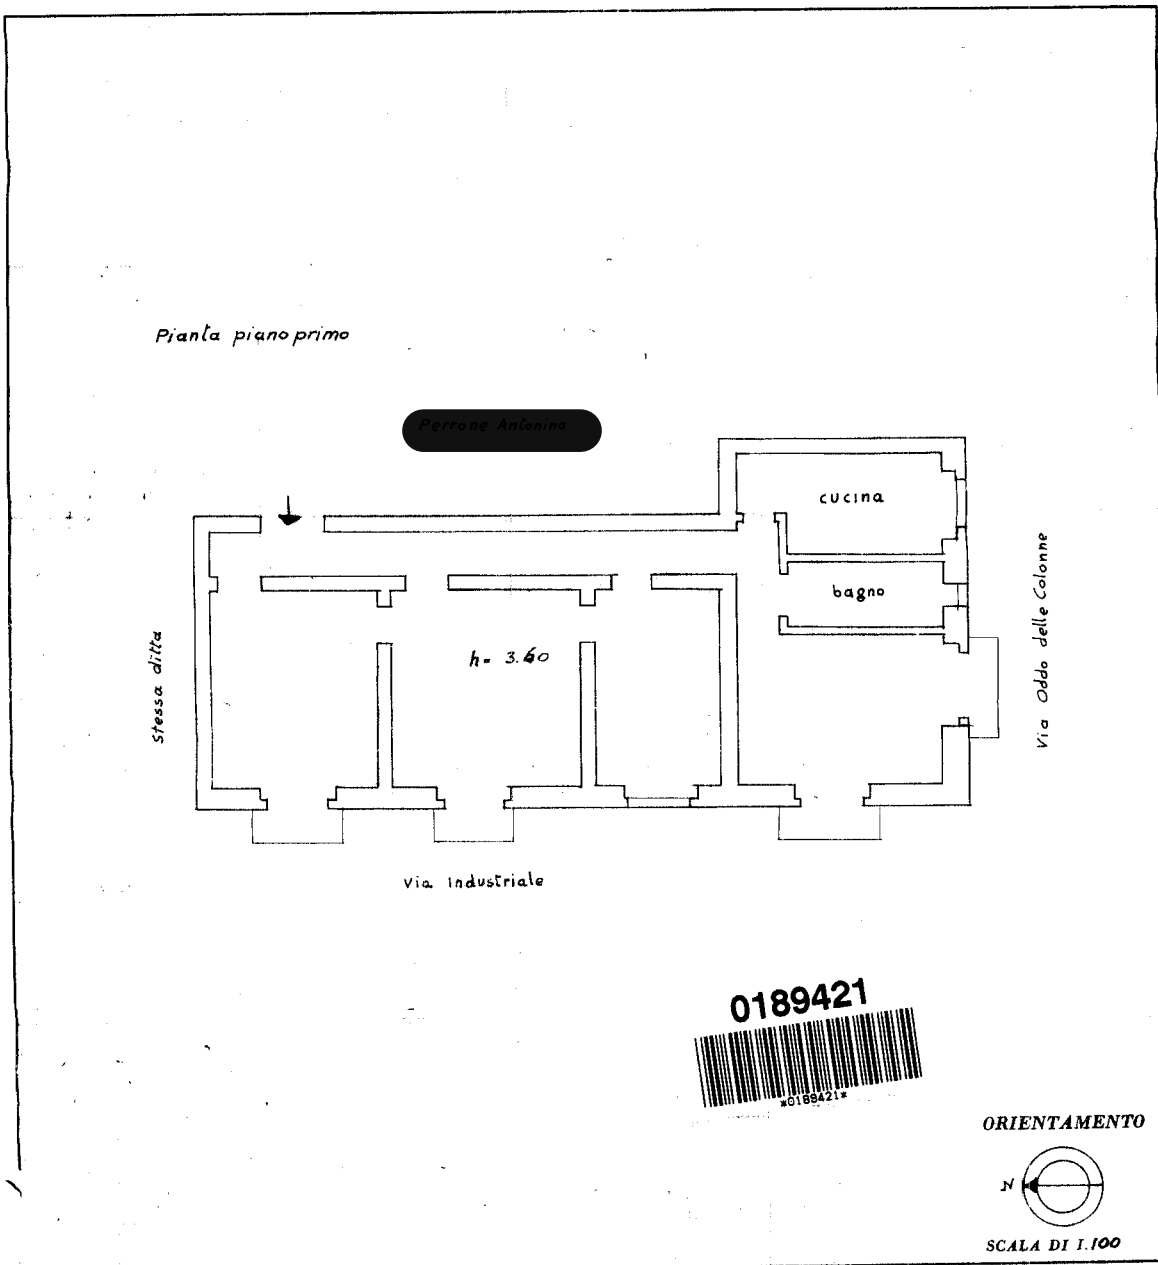 Pianta piano primo
cucina
bagno
h= 3.60
stessa ditta
Via Oddo delle Colonne
Via Industriale
0189421
*0189421*
ORIENTAMENTO
N
SCALA DI 1:100